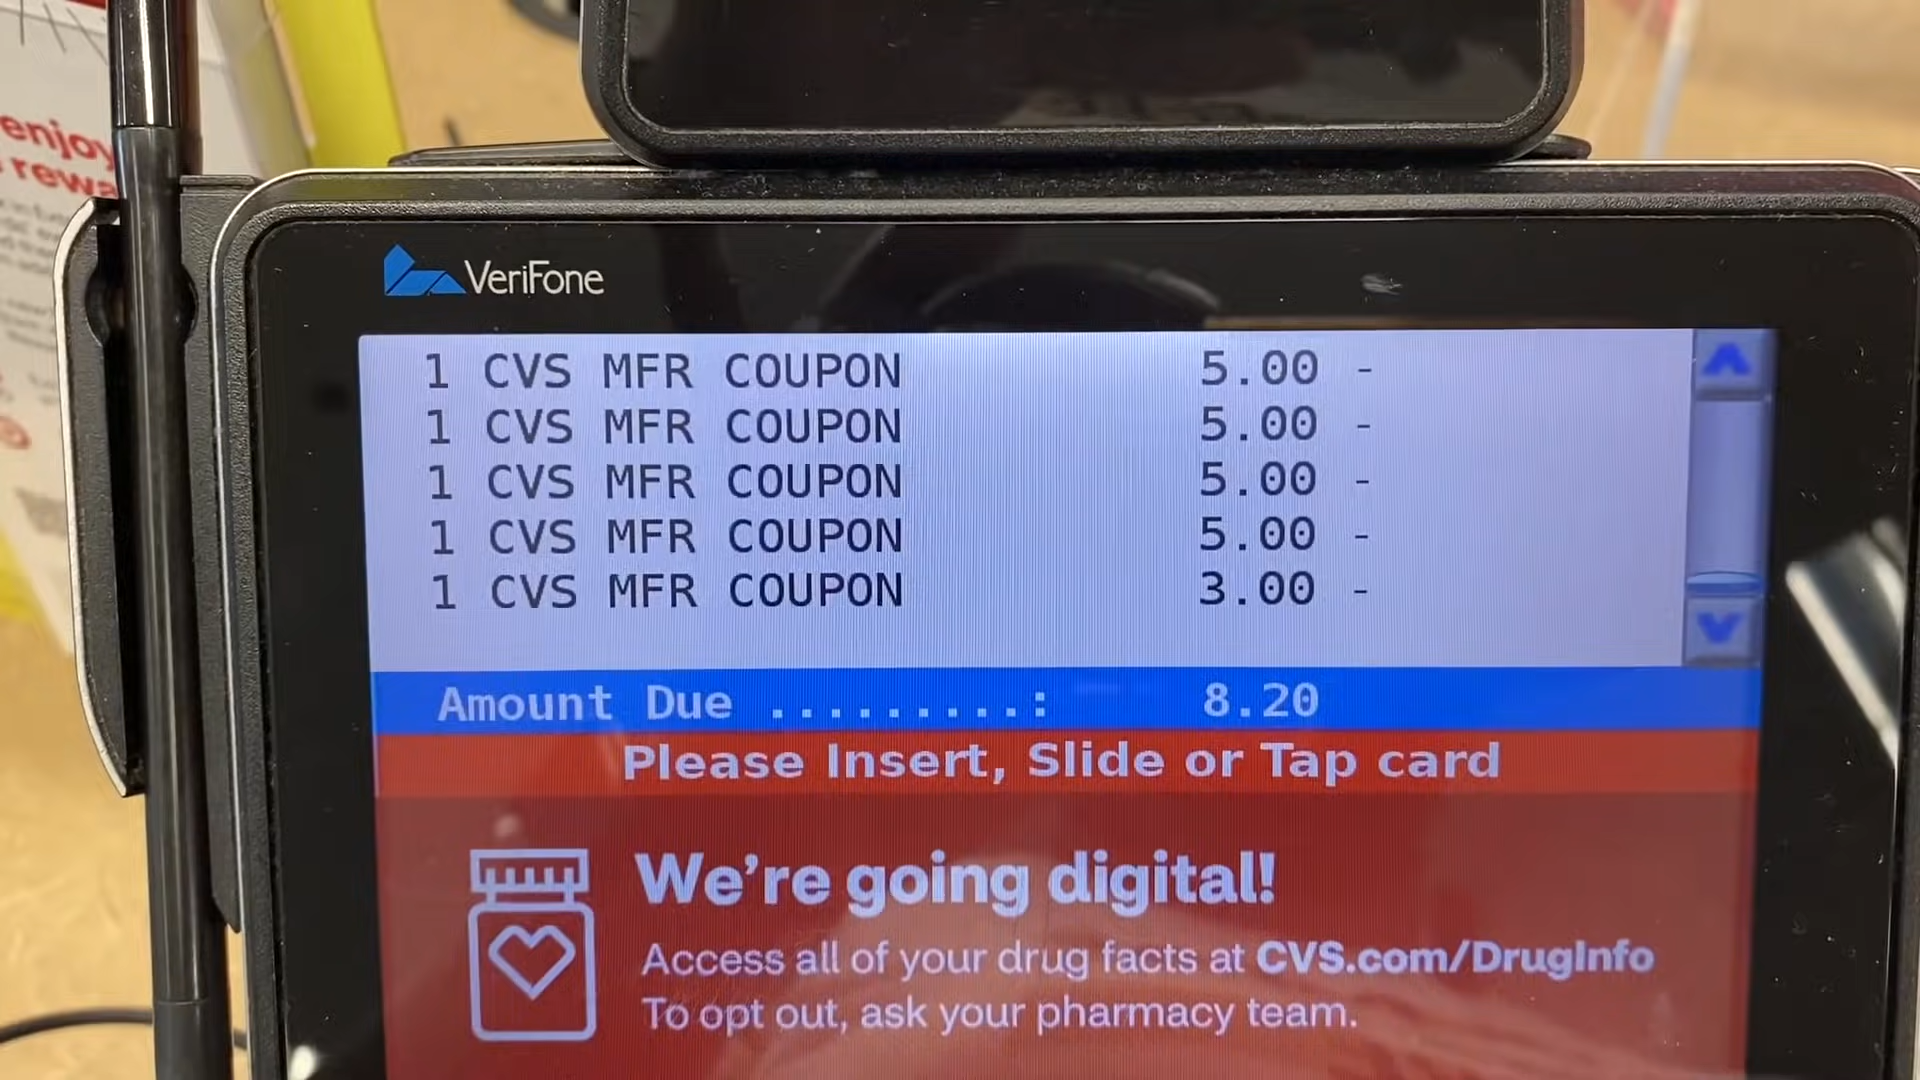 enjoy
rewa
VeriFone
1 CVS MFR COUPON 5.00 -
1 CVS MFR COUPON 5.00 -
1 CVS MFR COUPON 5.00 -
1 CVS MFR COUPON 5.00 -
1 CVS MFR COUPON 3.00 -
Amount Due .........: 8.20
Please Insert, Slide or Tap card
We're going digital!
Access all of your drug facts at CVS.com/DrugInfo
To opt out, ask your pharmacy team.